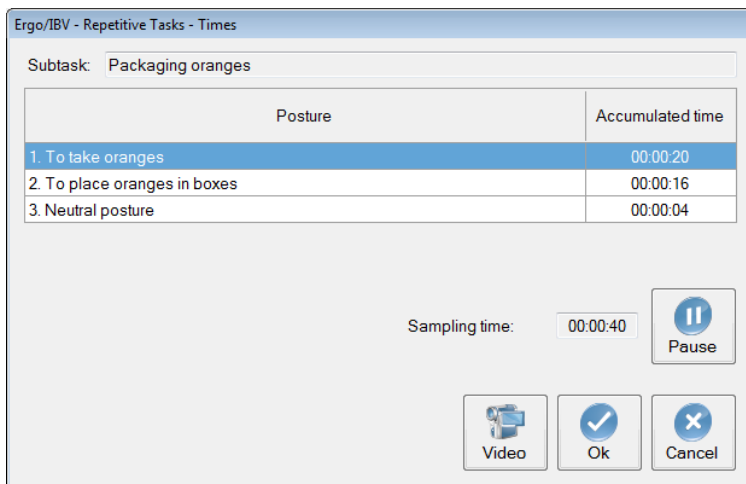 Ergo/IBV - Repetitive Tasks - Times
Subtask: Packaging oranges
Posture Accumulated time
1. To take oranges 00:00:20
2. To place oranges in boxes 00:00:16
3. Neutral posture 00:00:04
Sampling time: 00:00:40
Pause
Video Ok Cancel